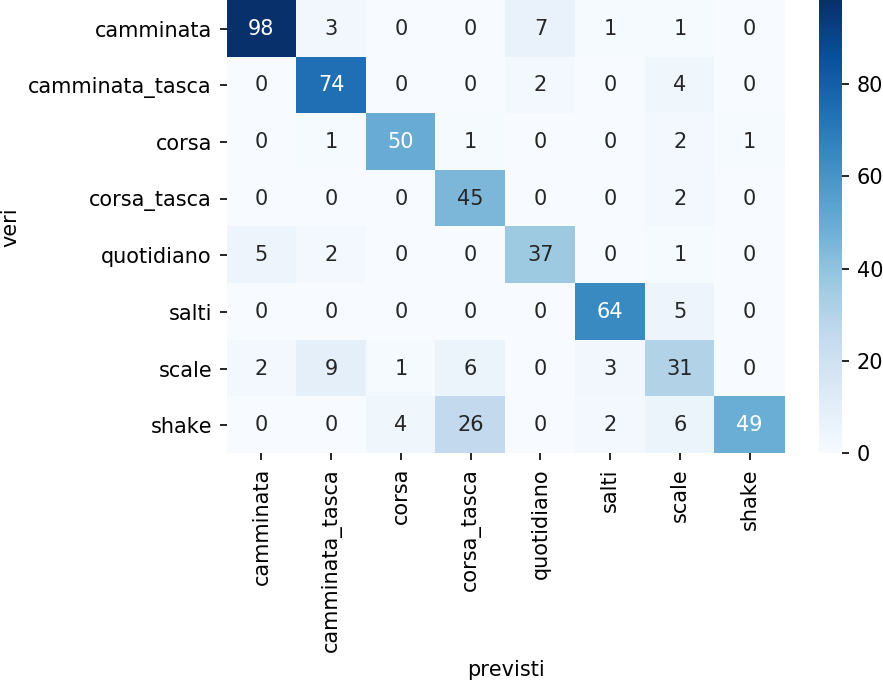 camminata 98 3 0 0 7 1 1 0
camminata_tasca 0 74 0 0 2 0 4 0
corsa 0 1 50 1 0 0 2 1
corsa_tasca 0 0 0 45 0 0 2 0
quotidiano 5 2 0 0 37 0 1 0
salti 0 0 0 0 0 64 5 0
scale 2 9 1 6 0 3 31 0
shake 0 0 4 26 0 2 6 49
veri
camminata
camminata_tasca
corsa
corsa_tasca
quotidiano
salti
scale
shake
previsti
80
60
40
20
0